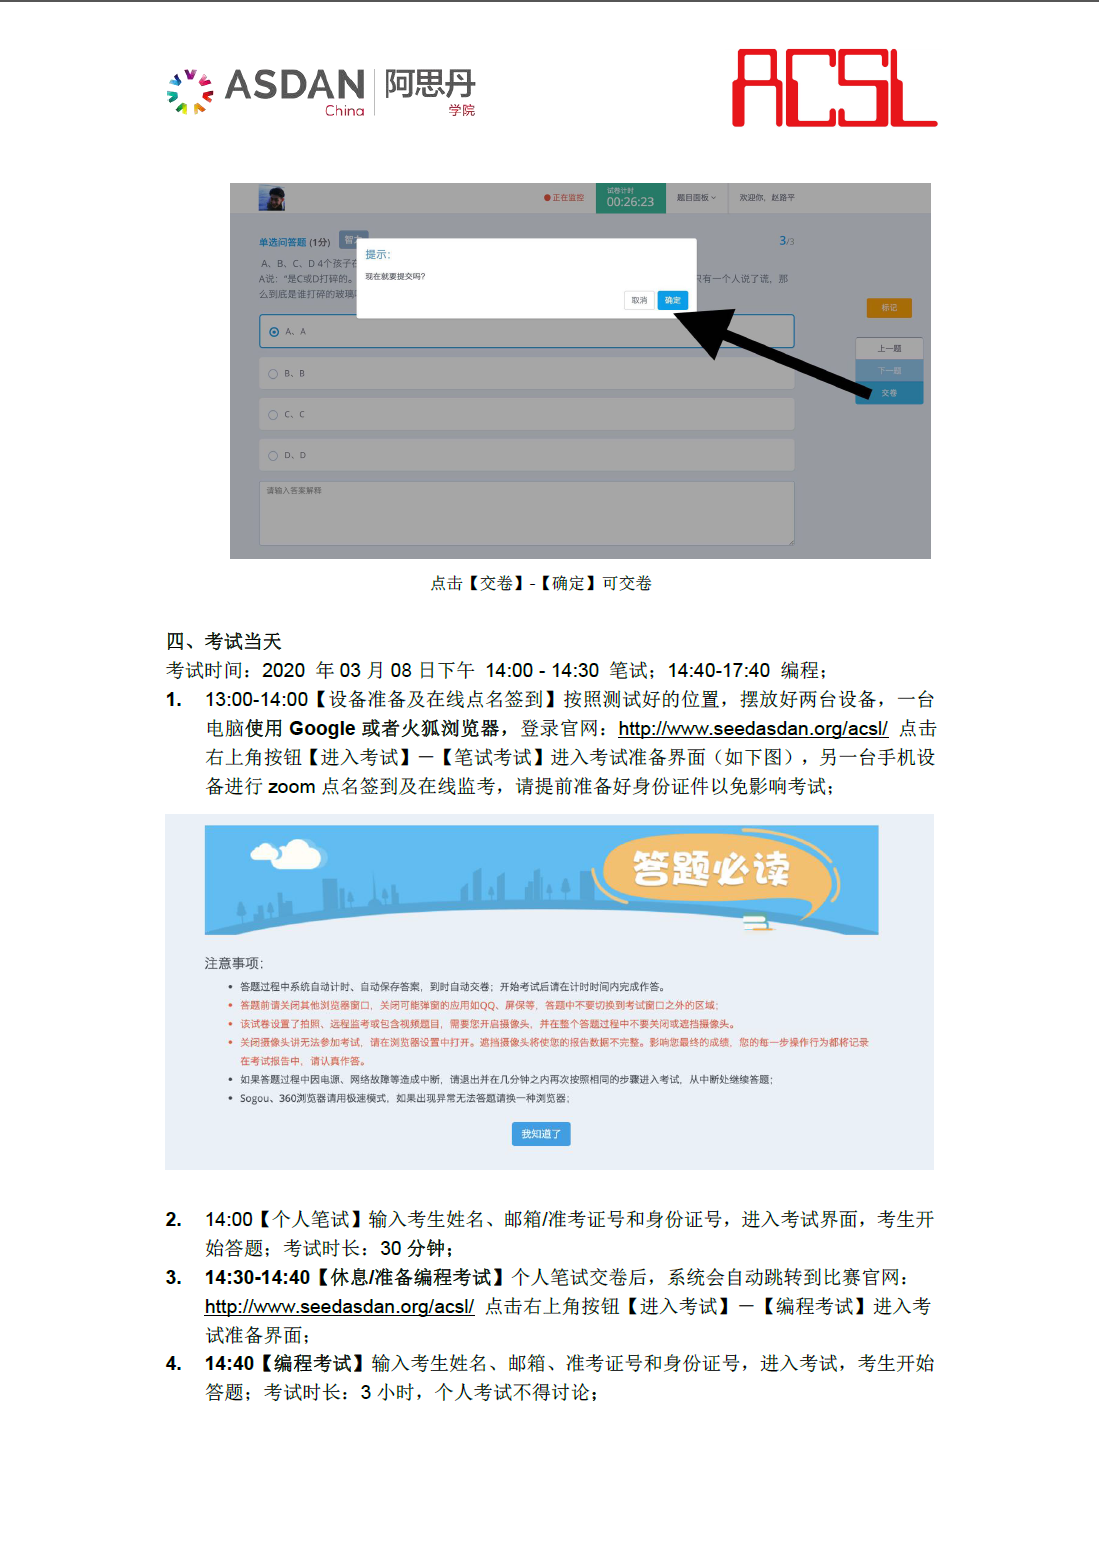 ASDAN 阿思丹
China 学院
ACSL
正在监控
试卷计时
00:26:23
题目面板
欢迎你, 赵路平
单选问答题 (1分)
3/3
A、B、C、D 4个孩子在
A说: "是C或D打碎的。
只有一个人说了谎, 那
么到底是谁打碎的玻璃
提示:
现在就要提交吗?
取消 确定
标记
A、A
上一题
下一题
交卷
B、B
C、C
D、D
请输入答案解释
点击【交卷】-【确定】可交卷
四、考试当天
考试时间：2020 年 03 月 08 日下午 14:00 - 14:30 笔试；14:40-17:40 编程；
1. 13:00-14:00【设备准备及在线点名签到】按照测试好的位置，摆放好两台设备，一台
电脑使用 Google 或者火狐浏览器，登录官网：http://www.seedasdan.org/acsl/ 点击
右上角按钮【进入考试】—【笔试考试】进入考试准备界面（如下图），另一台手机设
备进行 zoom 点名签到及在线监考，请提前准备好身份证件以免影响考试；
答题必读
注意事项：
• 答题过程中系统自动计时、自动保存答案，到时自动交卷；开始考试后请在计时时间内完成作答。
• 答题前请关闭其他浏览器窗口，关闭可能弹窗的应用如QQ、屏保等，答题中不要切换到考试窗口之外的区域；
• 该试卷设置了拍照、远程监考或包含视频题目，需要您开启摄像头，并在整个答题过程中不要关闭或遮挡摄像头。
• 关闭摄像头讲无法参加考试，请在浏览器设置中打开。遮挡摄像头将使您的报告数据不完整。影响您最终的成绩，您的每一步操作行为都将记录
在考试报告中，请认真作答。
• 如果答题过程中因电源、网络故障等造成中断，请退出并在几分钟之内再次按照相同的步骤进入考试，从中断处继续答题；
• Sogou、360浏览器请用极速模式，如果出现异常无法答题请换一种浏览器；
我知道了
2. 14:00【个人笔试】输入考生姓名、邮箱/准考证号和身份证号，进入考试界面，考生开
始答题；考试时长：30 分钟；
3. 14:30-14:40【休息/准备编程考试】个人笔试交卷后，系统会自动跳转到比赛官网：
http://www.seedasdan.org/acsl/ 点击右上角按钮【进入考试】—【编程考试】进入考
试准备界面；
4. 14:40【编程考试】输入考生姓名、邮箱、准考证号和身份证号，进入考试，考生开始
答题；考试时长：3 小时，个人考试不得讨论；